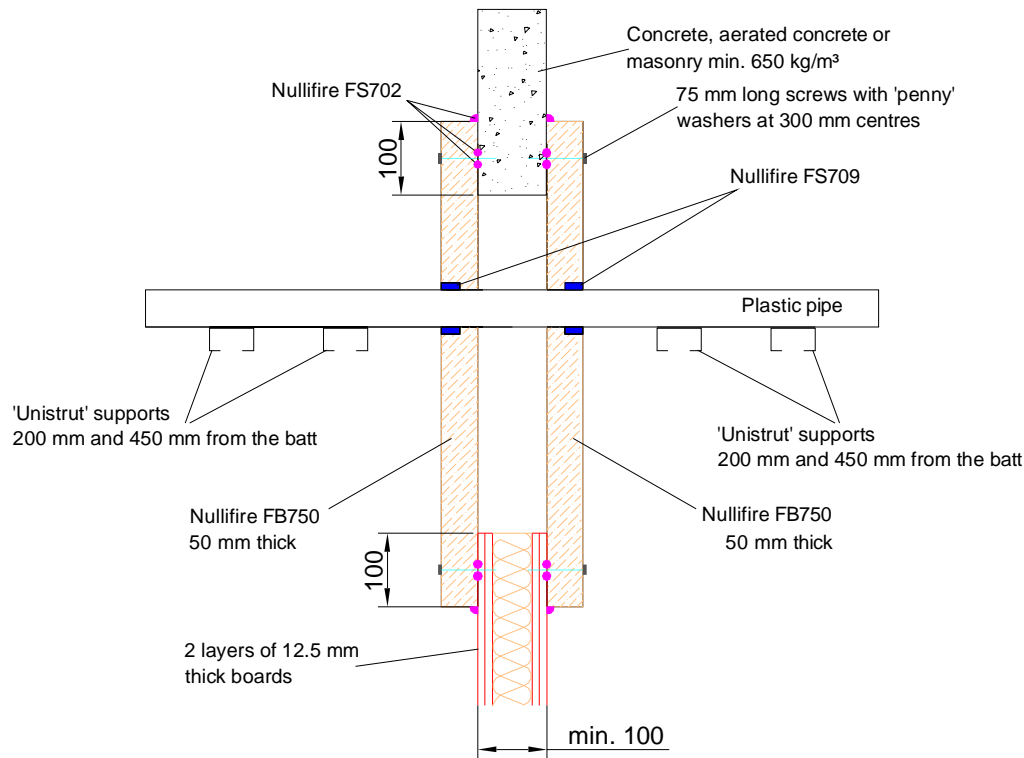 Concrete, aerated concrete or
masonry min. 650 kg/m³
Nullifire FS702
75 mm long screws with 'penny'
washers at 300 mm centres
100
Nullifire FS709
Plastic pipe
'Unistrut' supports
200 mm and 450 mm from the batt
'Unistrut' supports
200 mm and 450 mm from the batt
Nullifire FB750
50 mm thick
Nullifire FB750
50 mm thick
100
2 layers of 12.5 mm
thick boards
min. 100